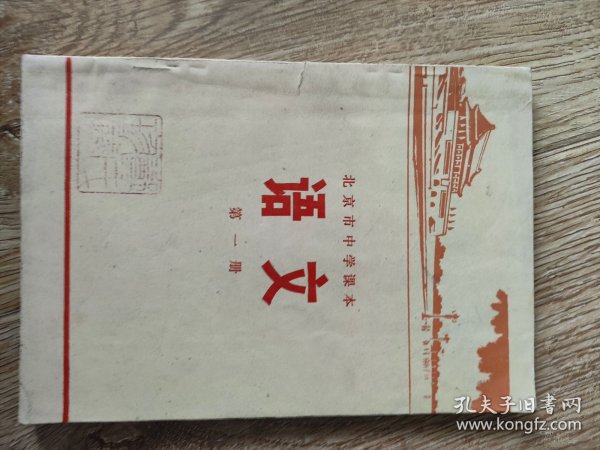 北京市中学课本
语文
第一册
孔夫子旧书网
www.kongfz.com